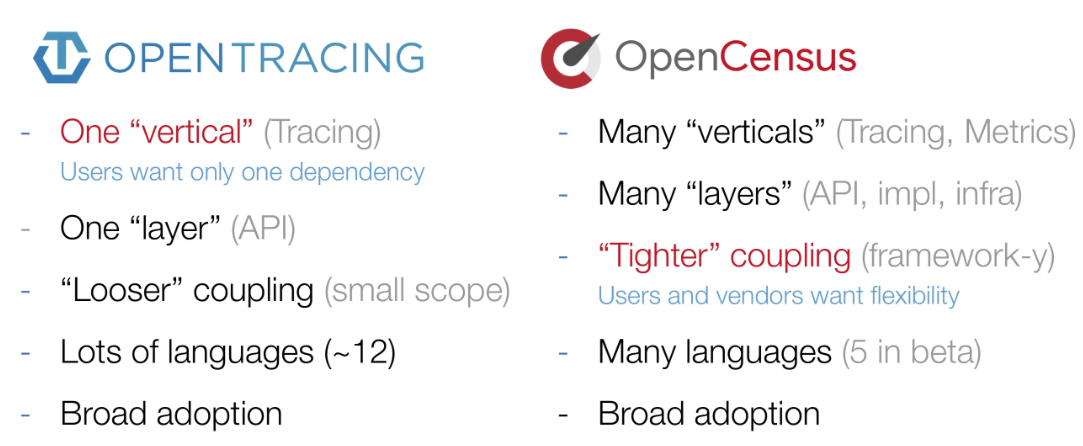 OPENTRACING
- One “vertical” (Tracing)
Users want only one dependency
- One “layer” (API)
- “Looser” coupling (small scope)
- Lots of languages (~12)
- Broad adoption
OpenCensus
- Many “verticals” (Tracing, Metrics)
- Many “layers” (API, impl, infra)
- “Tighter” coupling (framework-y)
Users and vendors want flexibility
- Many languages (5 in beta)
- Broad adoption